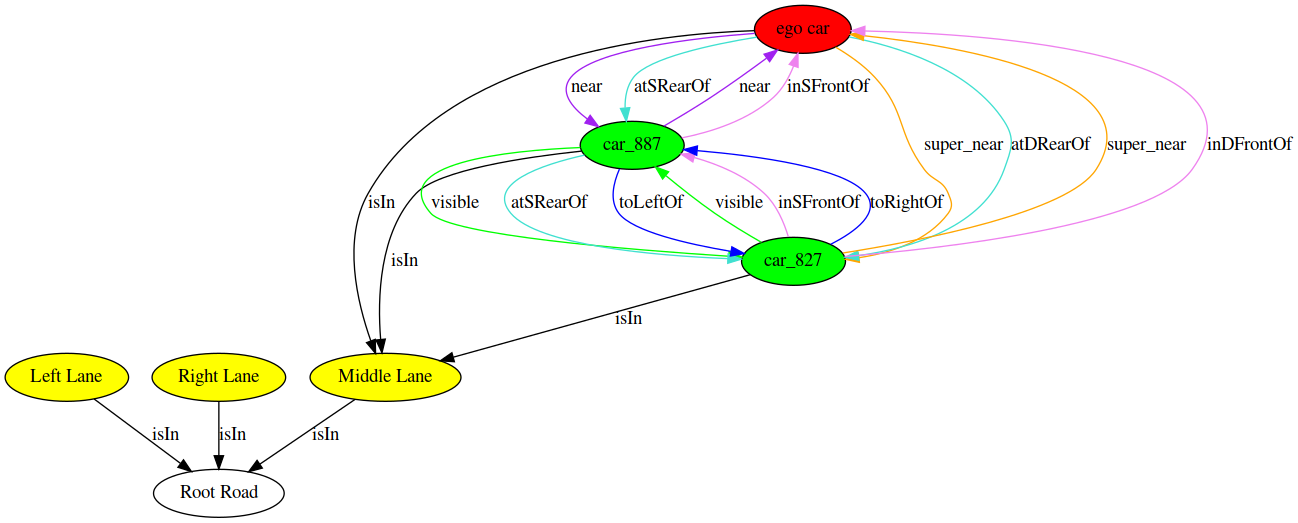 ego car
near
atSRearOf
near
inSFrontOf
car_887
super_near
atDRearOf
super_near
inDFrontOf
isIn
visible
atSRearOf
toLeftOf
visible
inSFrontOf
toRightOf
isIn
car_827
isIn
Left Lane
Right Lane
Middle Lane
isIn
isIn
isIn
Root Road